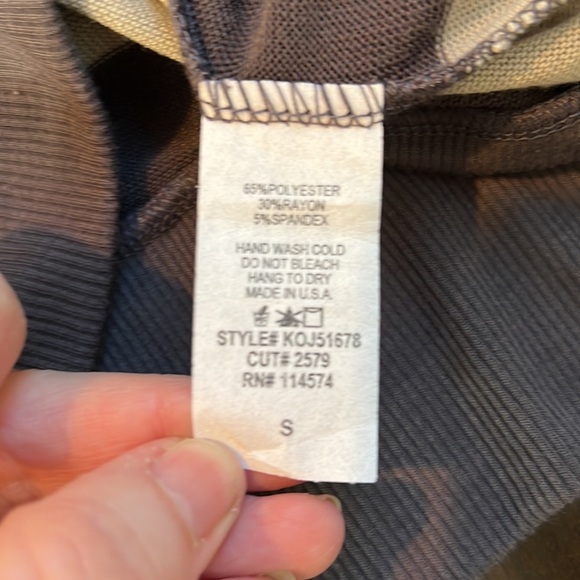 65%POLYESTER
30%RAYON
5%SPANDEX
HAND WASH COLD
DO NOT BLEACH
HANG TO DRY
MADE IN U.S.A.
STYLE# KOJ51678
CUT# 2579
RN# 114574
S